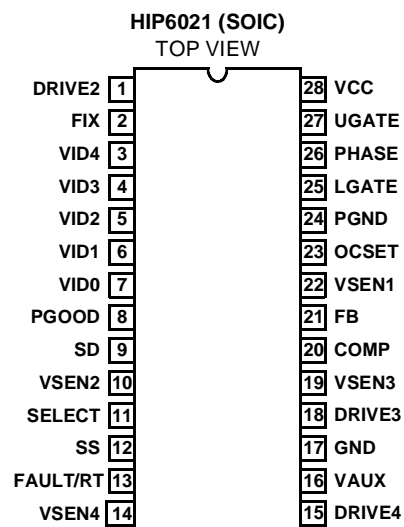 HIP6021 (SOIC)
TOP VIEW
DRIVE2 1 28 VCC
FIX 2 27 UGATE
VID4 3 26 PHASE
VID3 4 25 LGATE
VID2 5 24 PGND
VID1 6 23 OCSET
VID0 7 22 VSEN1
PGOOD 8 21 FB
SD 9 20 COMP
VSEN2 10 19 VSEN3
SELECT 11 18 DRIVE3
SS 12 17 GND
FAULT/RT 13 16 VAUX
VSEN4 14 15 DRIVE4